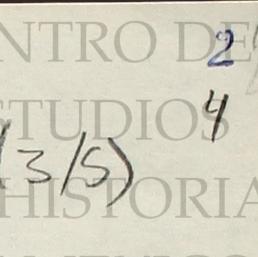 NTRO DE
2
STUDIOS
4
(3/5)
HISTORIA